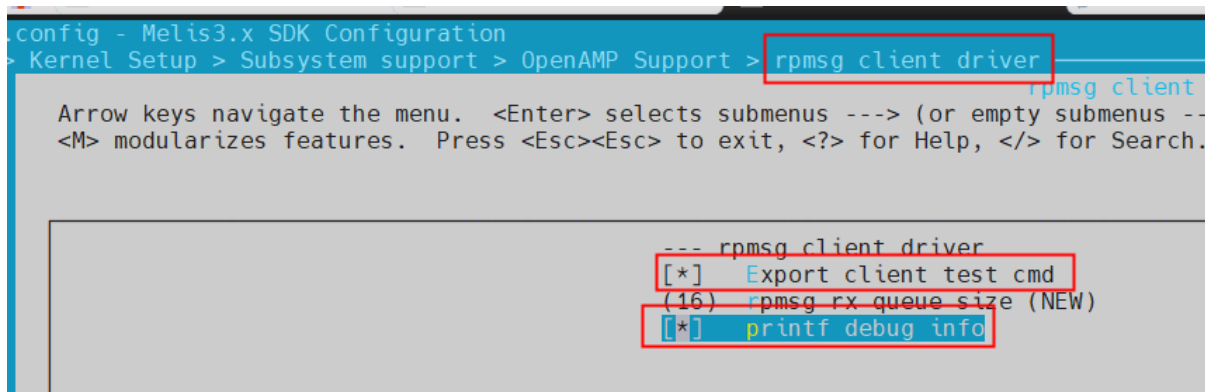 .config - Melis3.x SDK Configuration
> Kernel Setup > Subsystem support > OpenAMP Support > rpmsg client driver
rpmsg client
Arrow keys navigate the menu. <Enter> selects submenus ---> (or empty submenus --
<M> modularizes features. Press <Esc><Esc> to exit, <?> for Help, </> for Search.
--- rpmsg client driver
[*] Export client test cmd
(16) rpmsg rx queue size (NEW)
[*] printf debug info